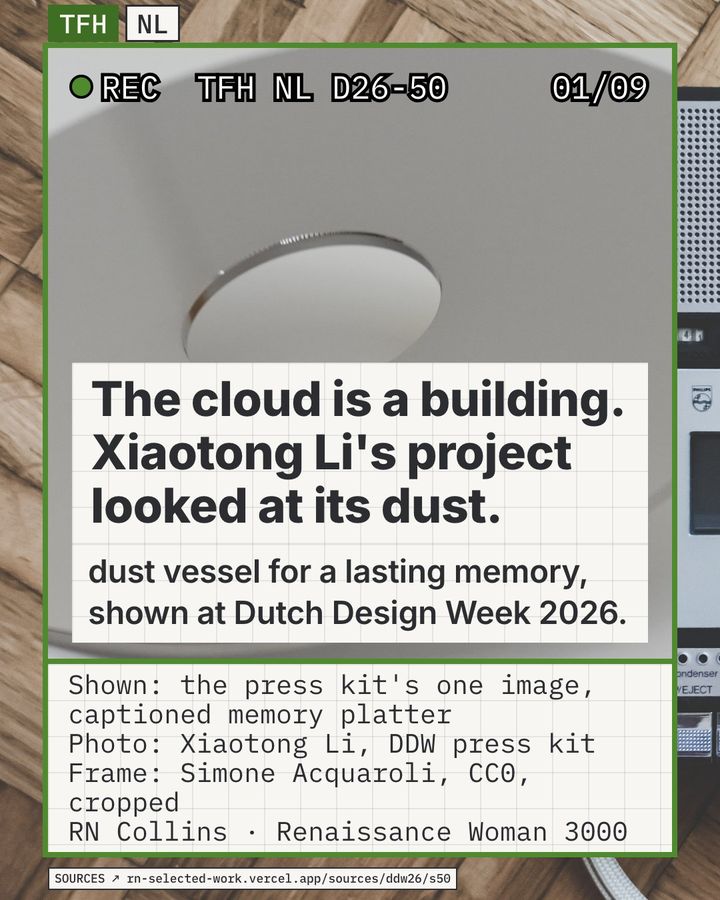 TFH NL
REC TFH NL D26-50 01/09
The cloud is a building.
Xiaotong Li's project
looked at its dust.
dust vessel for a lasting memory,
shown at Dutch Design Week 2026.
Shown: the press kit's one image,
captioned memory platter
Photo: Xiaotong Li, DDW press kit
Frame: Simone Acquaroli, CC0,
cropped
RN Collins · Renaissance Woman 3000
SOURCES ↗ rn-selected-work.vercel.app/sources/ddw26/s50
PHILIPS
/EJECT